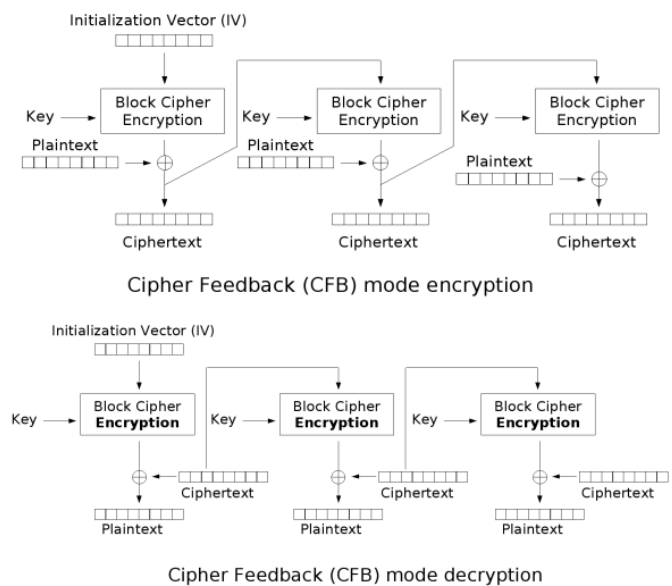 Initialization Vector (IV)
Key
Block Cipher
Encryption
Key
Block Cipher
Encryption
Key
Block Cipher
Encryption
Plaintext
Plaintext
Plaintext
Ciphertext
Ciphertext
Ciphertext
Cipher Feedback (CFB) mode encryption
Initialization Vector (IV)
Key
Block Cipher
Encryption
Key
Block Cipher
Encryption
Key
Block Cipher
Encryption
Ciphertext
Ciphertext
Ciphertext
Plaintext
Plaintext
Plaintext
Cipher Feedback (CFB) mode decryption